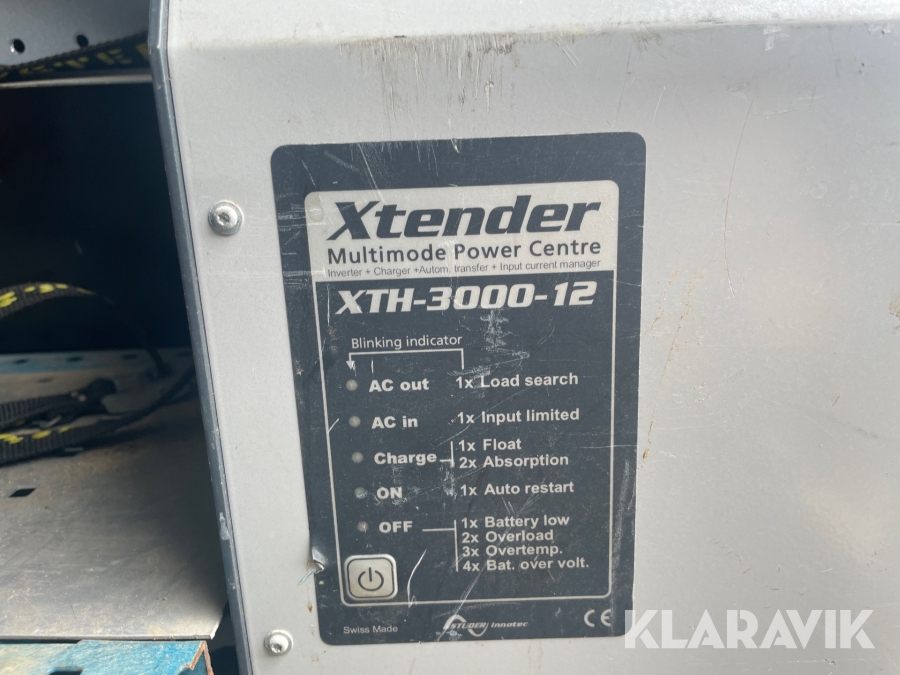 Xtender
Multimode Power Centre
Inverter + Charger +Autom. transfer + Input current manager
XTH-3000-12
Blinking indicator
AC out 1x Load search
AC in 1x Input limited
Charge 1x Float
2x Absorption
ON 1x Auto restart
OFF 1x Battery low
2x Overload
3x Overtemp.
4x Bat. over volt.
Swiss Made STUDER innotec CE
KLARAVIK